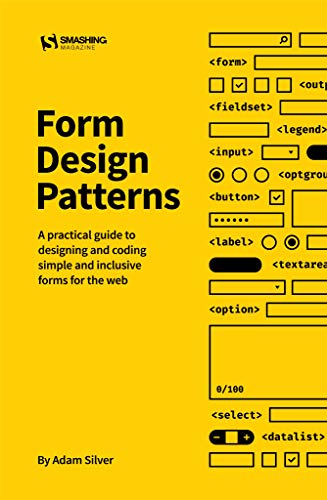 SMASHING
MAGAZINE
Form
Design
Patterns
A practical guide to
designing and coding
simple and inclusive
forms for the web
By Adam Silver
<form>
<outp
<fieldset>
<legend>
<input>
<optgroup
<button>
<label>
<textarea
<option>
0/100
<select>
<datalist>